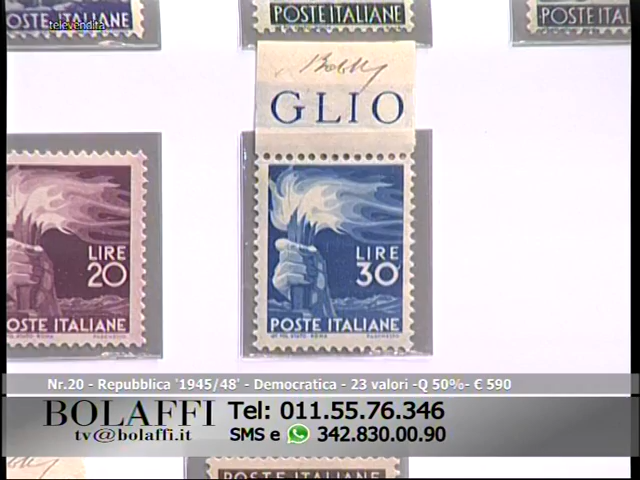 televendita
POSTE ITALIANE
POSTE ITALIANE
POSTE ITALIANE
GLIO
LIRE
20
LIRE
30
POSTE ITALIANE
POSTE ITALIANE
Nr.20 - Repubblica '1945/48' - Democratica - 23 valori -Q 50%- € 590
BOLAFFI
tv@bolaffi.it
Tel: 011.55.76.346
SMS e 342.830.00.90
POSTE ITALIANE